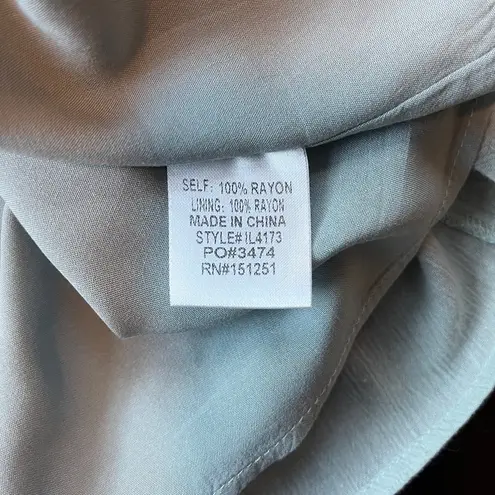 SELF: 100% RAYON
LINING: 100% RAYON
MADE IN CHINA
STYLE# IL4173
PO#3474
RN#151251